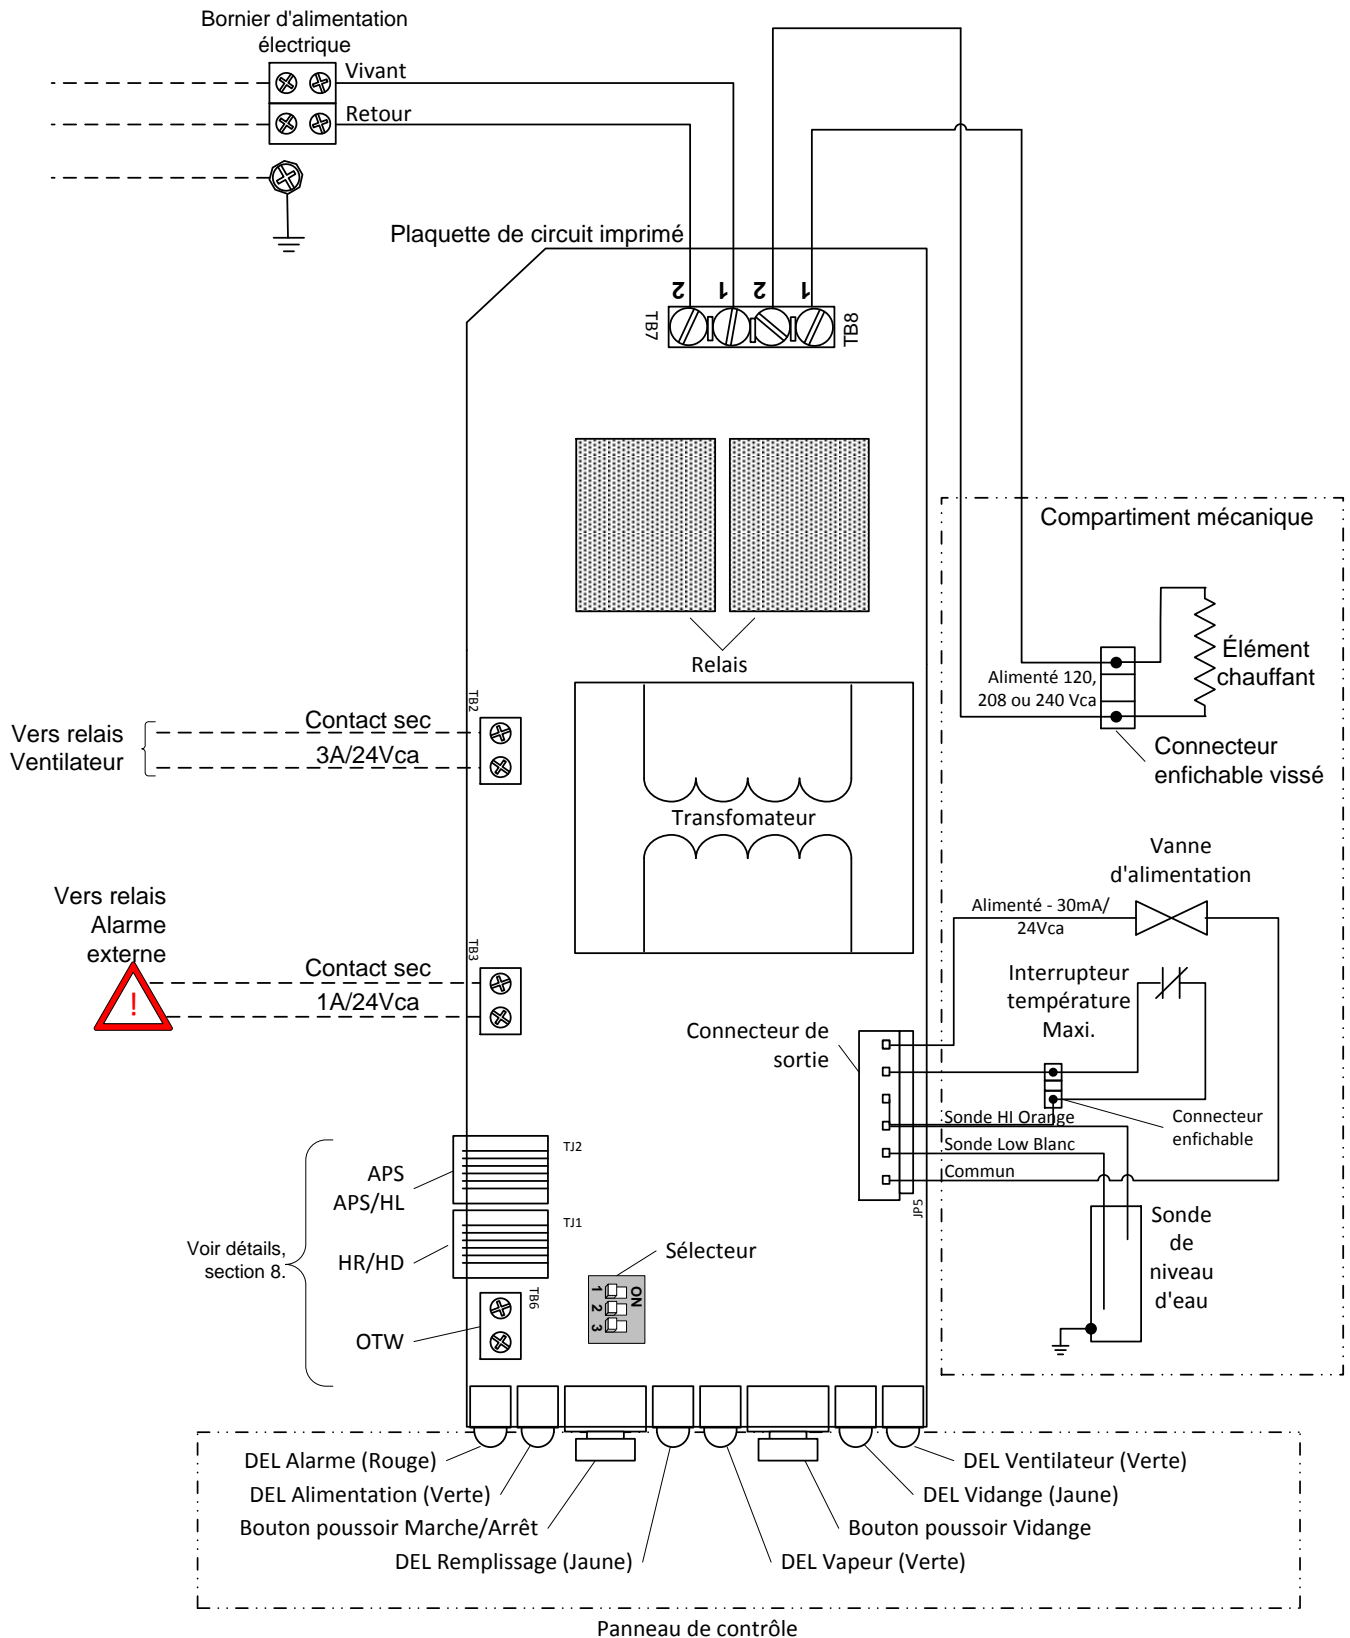 Bornier d'alimentation
électrique
Vivant
Retour
Plaquette de circuit imprimé
2 1 2 1
TB7
TB8
Relais
Compartiment mécanique
Élément
chauffant
Alimenté 120,
208 ou 240 Vca
Connecteur
enfichable vissé
TB2
Vers relais
Ventilateur
Contact sec
3A/24Vca
Transfomateur
Vanne
d'alimentation
Alimenté - 30mA/
24Vca
Vers relais
Alarme
externe
!
TB3
Contact sec
1A/24Vca
Interrupteur
température
Maxi.
Connecteur de
sortie
Connecteur
enfichable
Sonde HI Orange
Sonde Low Blanc
Commun
JP5
Sonde
de
niveau
d'eau
TJ2
APS
APS/HL
TJ1
HR/HD
Voir détails,
section 8.
TB6
OTW
Sélecteur
ON
1
2
3
DEL Alarme (Rouge)
DEL Ventilateur (Verte)
DEL Alimentation (Verte)
DEL Vidange (Jaune)
Bouton poussoir Marche/Arrêt
Bouton poussoir Vidange
DEL Remplissage (Jaune)
DEL Vapeur (Verte)
Panneau de contrôle